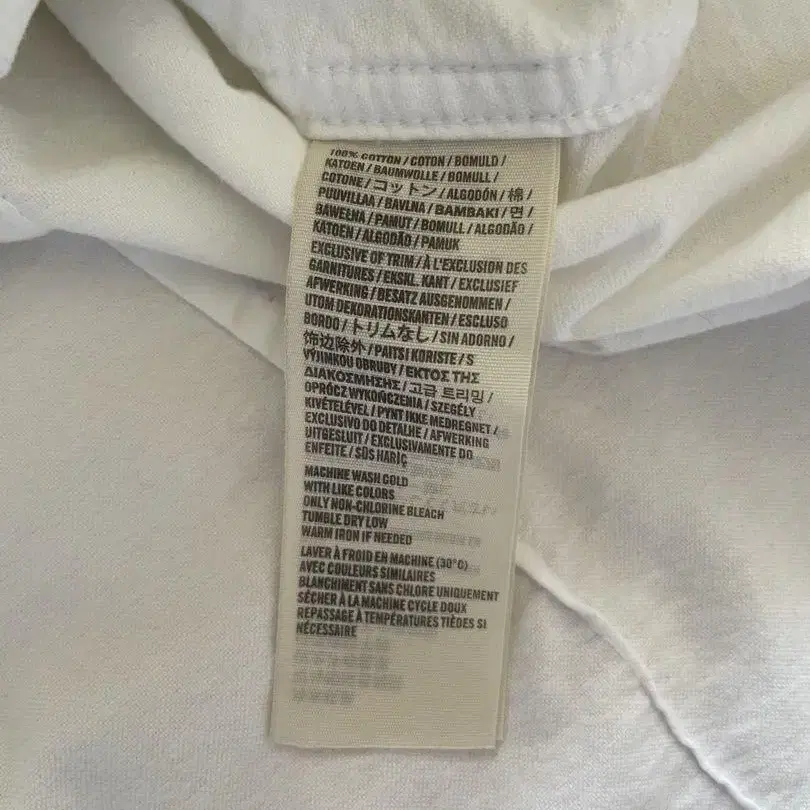 100% COTTON / COTON / BOMULD /
KATOEN / BAUMWOLLE / BOMULL /
COTONE / コットン / ALGODÓN / 棉 /
PUUVILLAA / BAVLNA / BAMBAKI / 면 /
BAWEŁNA / PAMUT / BOMULL / ALGODÃO /
KATOEN / ALGODÃO / PAMUK
EXCLUSIVE OF TRIM / À L'EXCLUSION DES
GARNITURES / EKSKL. KANT / EXCLUSIEF
AFWERKING / BESATZ AUSGENOMMEN /
UTOM DEKORATIONSKANTEN / ESCLUSO
BORDO / トリムなし / SIN ADORNO /
饰边除外 / PAITSI KORISTE / S
VÝJIMKOU OBRUBY / ΕΚΤΟΣ ΤΗΣ
ΔΙΑΚΟΣΜΗΣΗΣ / 고급 트리밍 /
OPRÓCZ WYKOŃCZENIA / SZEGÉLY
KIVÉTELÉVEL / PYNT IKKE MEDREGNET /
EXCLUSIVO DO DETALHE / AFWERKING
UITGESLUIT / EXCLUSIVAMENTE DO
ENFEITE / SÜS HARİÇ
MACHINE WASH COLD
WITH LIKE COLORS
ONLY NON-CHLORINE BLEACH
TUMBLE DRY LOW
WARM IRON IF NEEDED
LAVER À FROID EN MACHINE (30°C)
AVEC COULEURS SIMILAIRES
BLANCHIMENT SANS CHLORE UNIQUEMENT
SÉCHER À LA MACHINE CYCLE DOUX
REPASSAGE À TEMPÉRATURES TIÈDES SI
NÉCESSAIRE